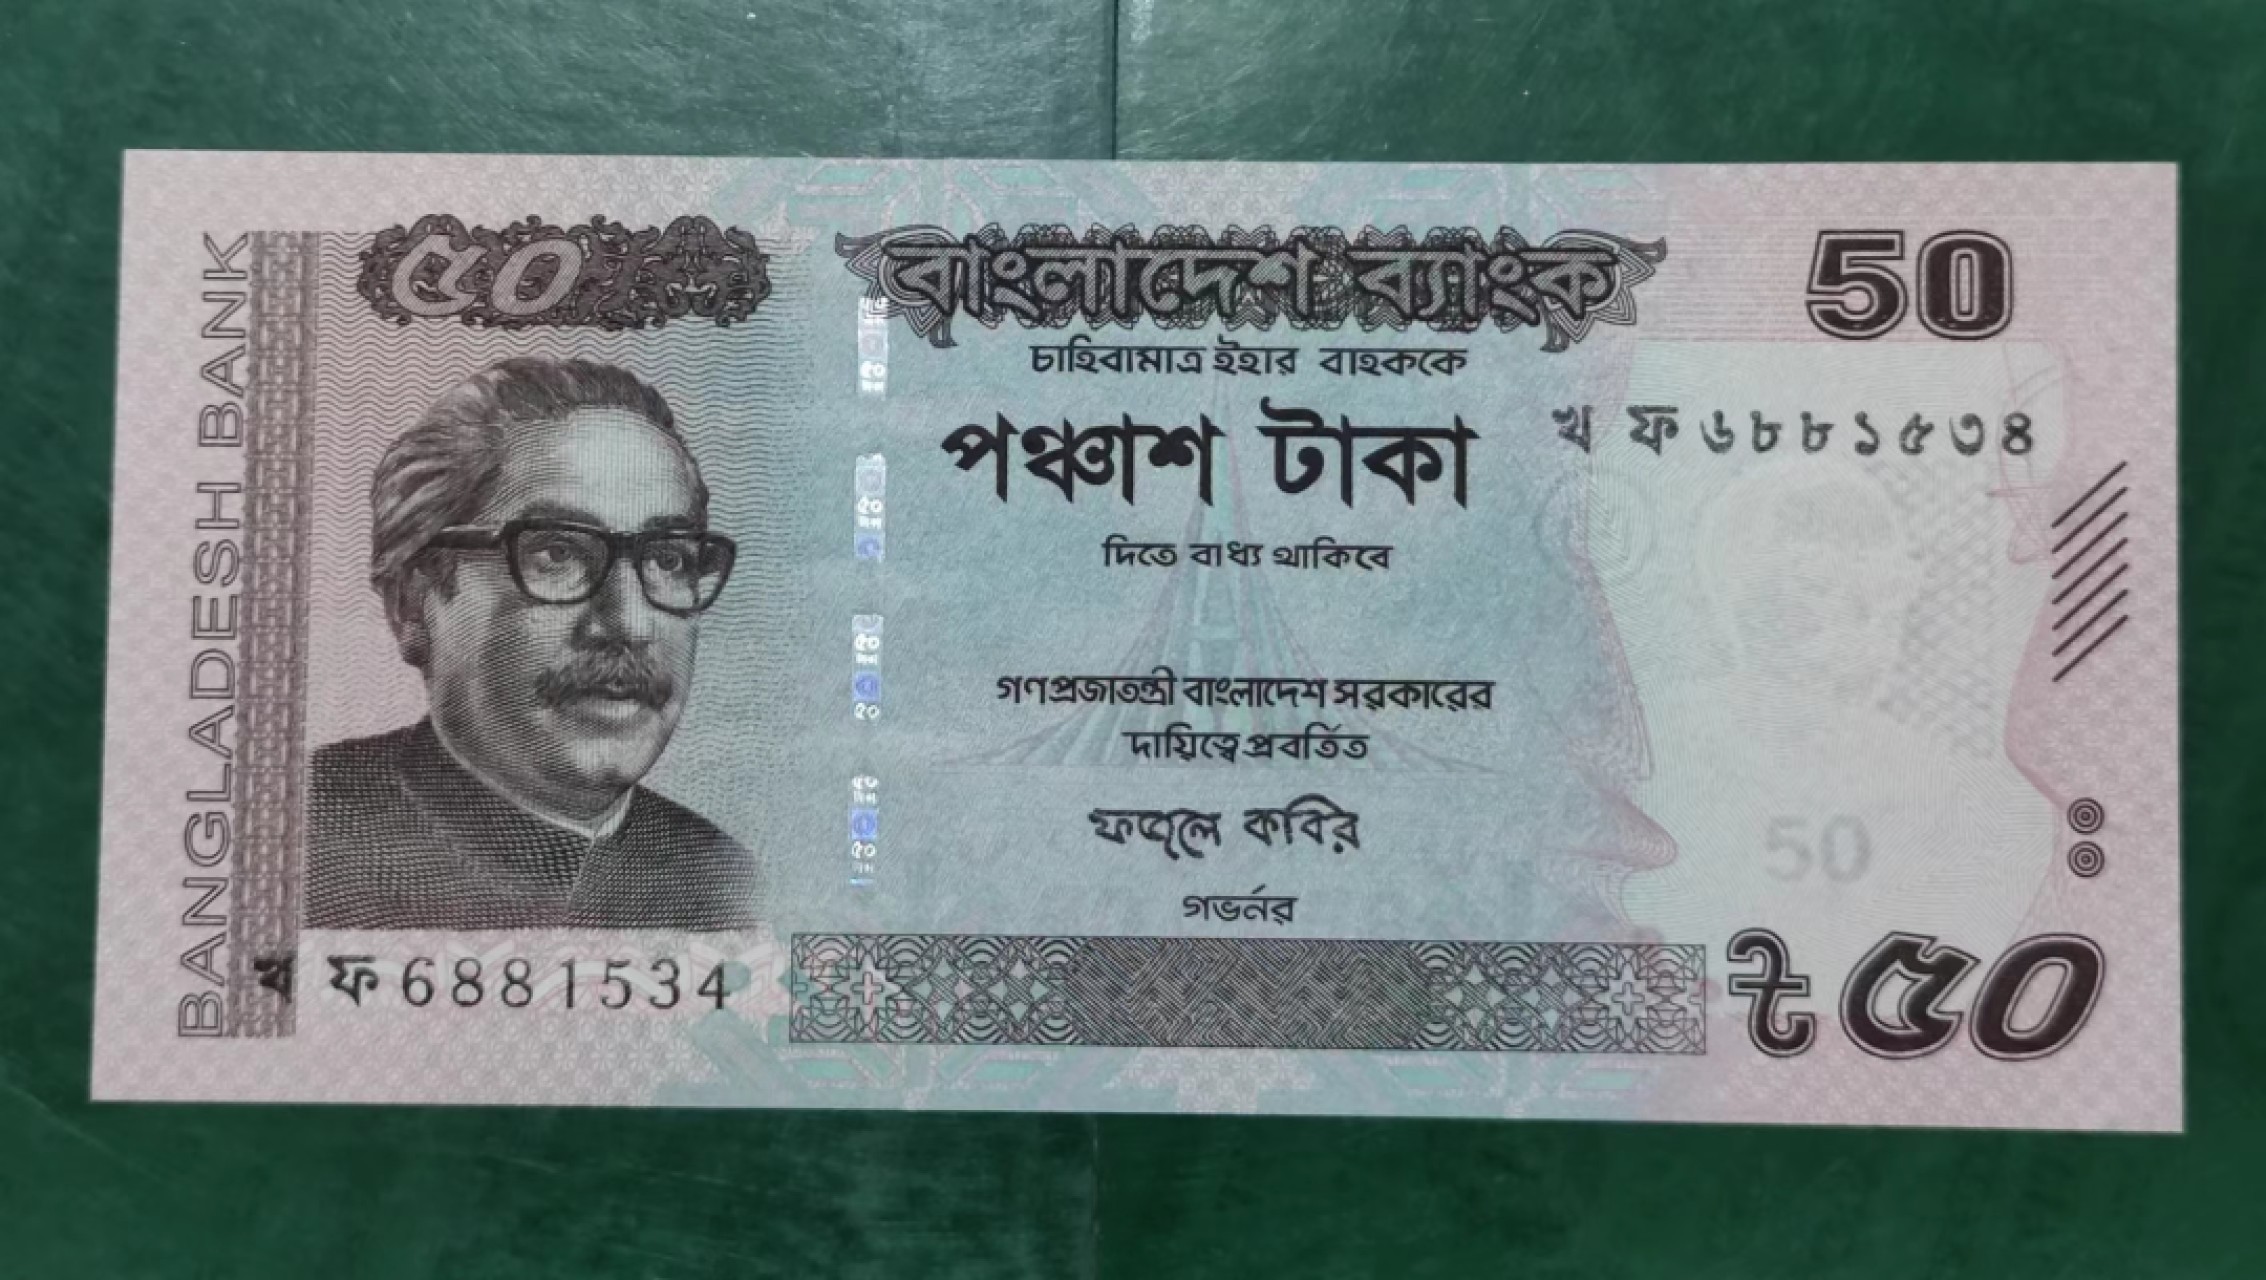 BANGLADESH BANK
৫০
বাংলাদেশ ব্যাংক
50
চাহিবামাত্র ইহার বাহককে
পঞ্চাশ টাকা
খ ফ ৬৮৮১৫৩৪
দিতে বাধ্য থাকিবে
গণপ্রজাতন্ত্রী বাংলাদেশ সরকারের
দায়িত্বে প্রবর্তিত
ফজলে কবির
50
গভর্নর
খ ফ 6881534
৳ ৫০